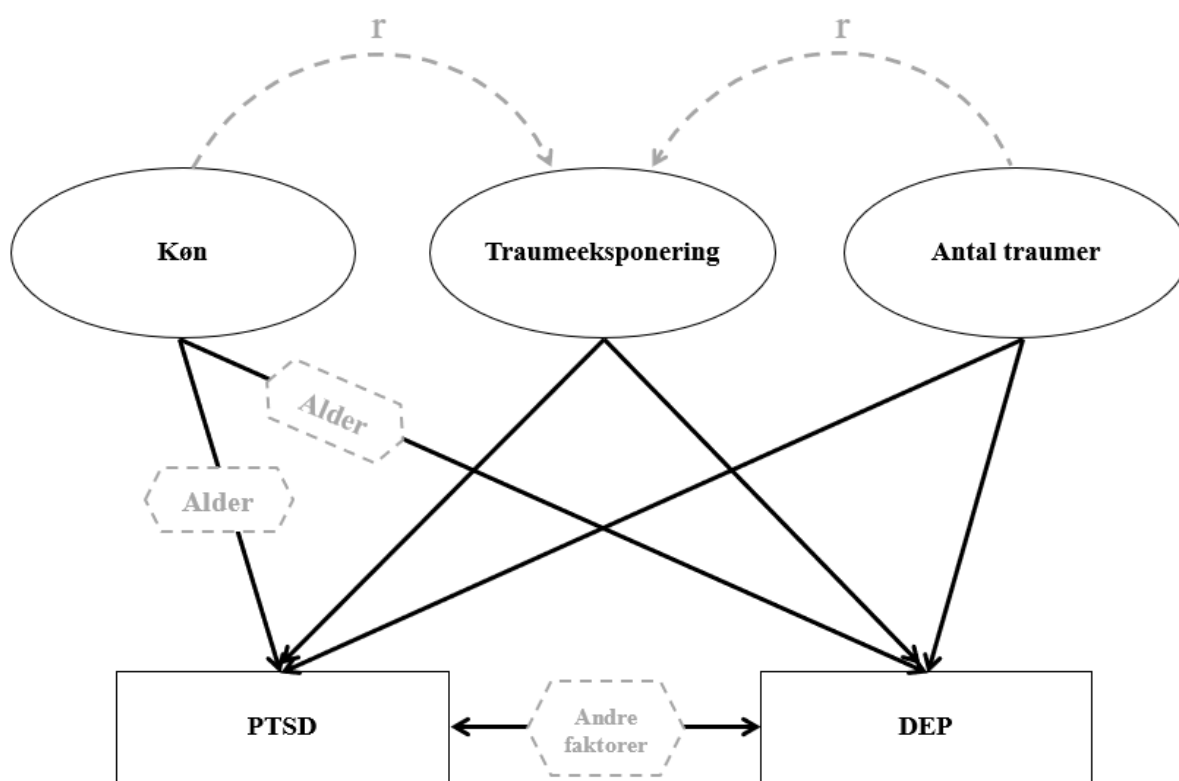 r
r
Køn
Traumeeksponering
Antal traumer
Alder
Alder
PTSD
Andre
faktorer
DEP